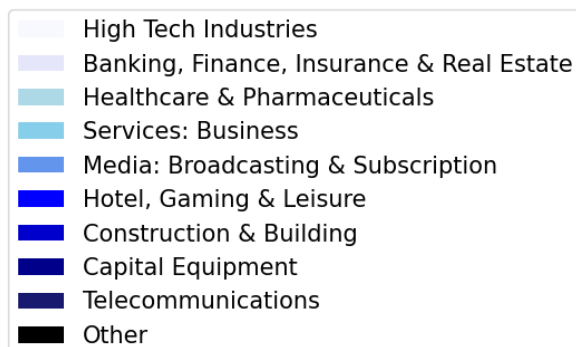 High Tech Industries
Banking, Finance, Insurance & Real Estate
Healthcare & Pharmaceuticals
Services: Business
Media: Broadcasting & Subscription
Hotel, Gaming & Leisure
Construction & Building
Capital Equipment
Telecommunications
Other